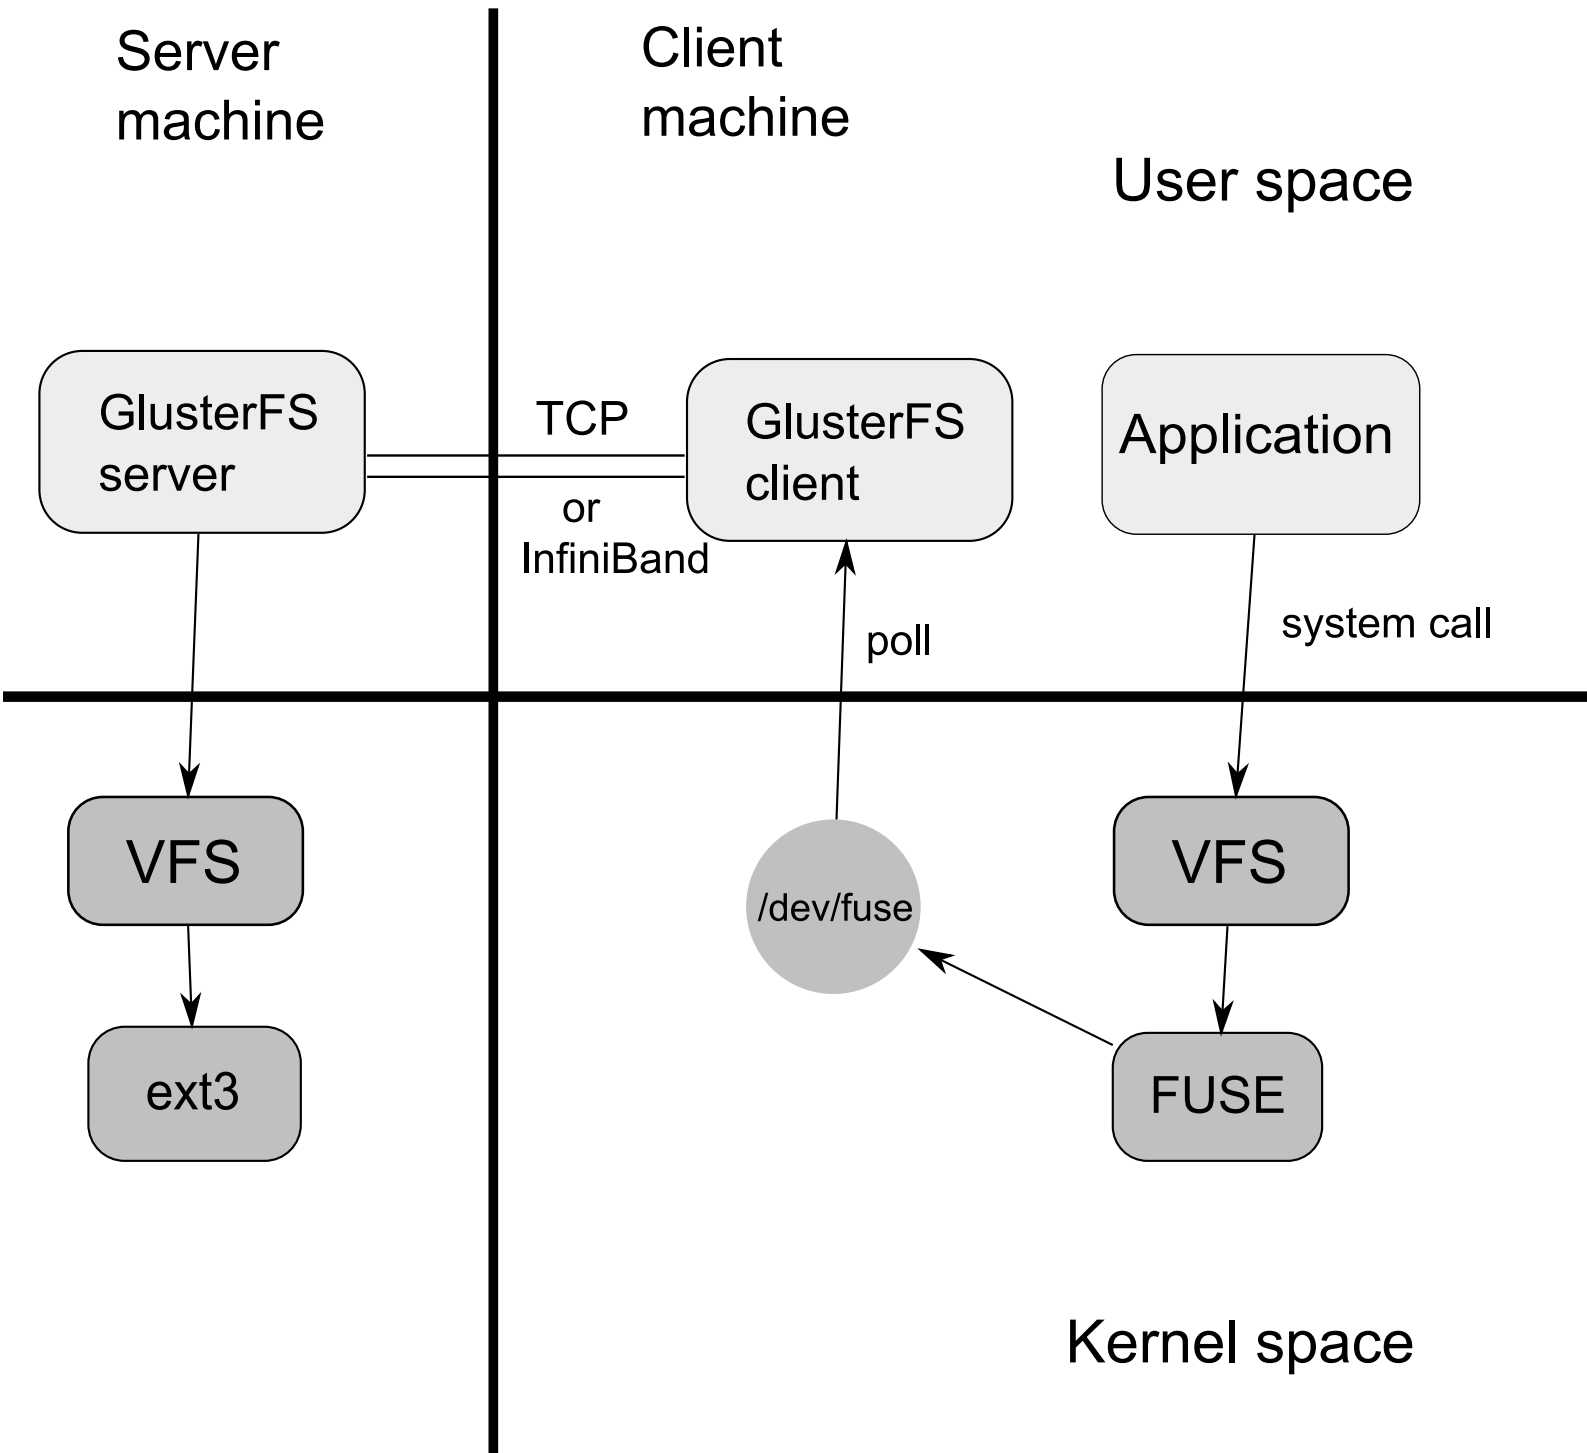 Server
machine
Client
machine
User space
GlusterFS
server
TCP
or
InfiniBand
GlusterFS
client
Application
poll
system call
VFS
ext3
/dev/fuse
VFS
FUSE
Kernel space